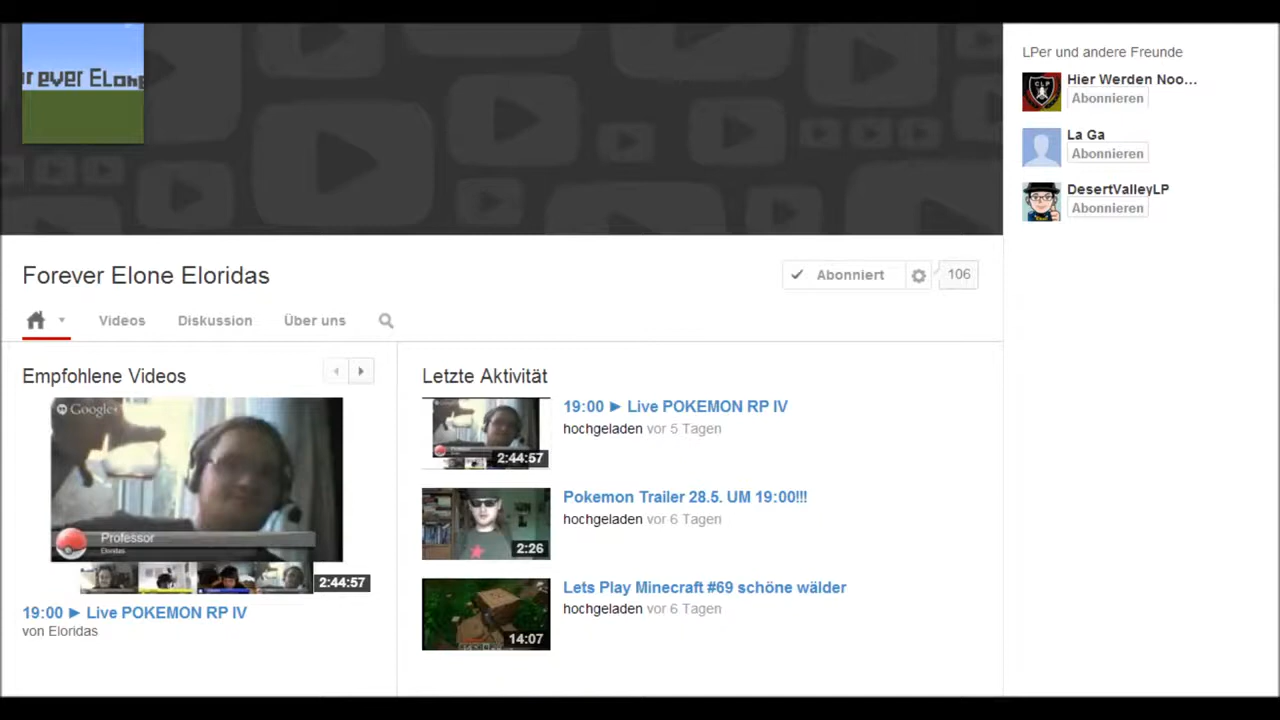 r ever ELone
LPer und andere Freunde
Hier Werden Noo...
Abonnieren
La Ga
Abonnieren
DesertValleyLP
Abonnieren
CLP
Forever Elone Eloridas
Abonniert
106
Videos
Diskussion
Über uns
Empfohlene Videos
Google+
Professor
Eloridas
2:44:57
19:00 ► Live POKEMON RP IV
von Eloridas
Letzte Aktivität
19:00 ► Live POKEMON RP IV
hochgeladen vor 5 Tagen
2:44:57
Pokemon Trailer 28.5. UM 19:00!!!
hochgeladen vor 6 Tagen
2:26
Lets Play Minecraft #69 schöne wälder
hochgeladen vor 6 Tagen
14:07